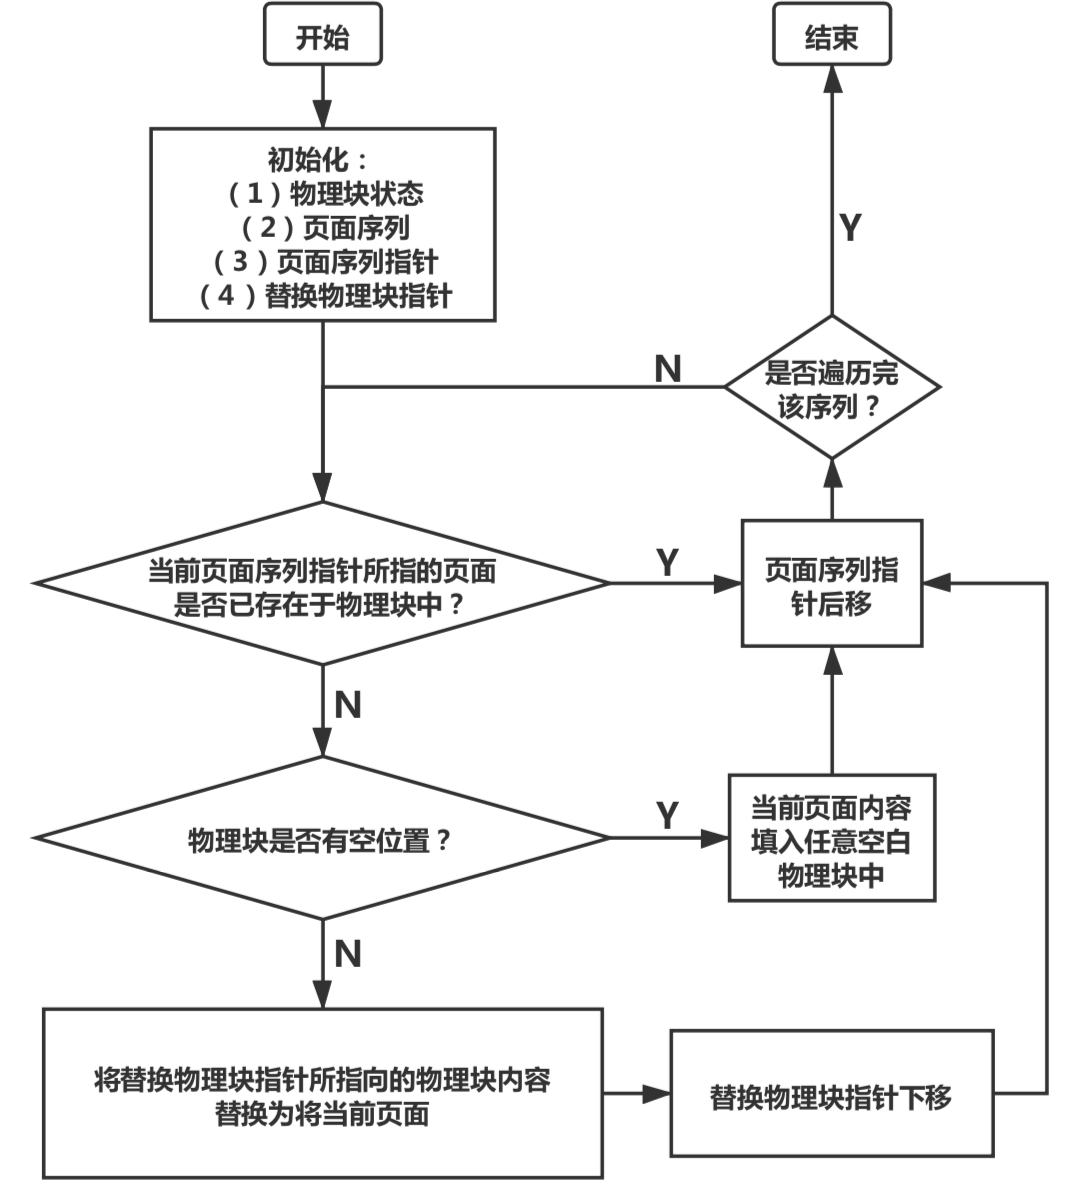 开始
结束
初始化：
（1）物理块状态
（2）页面序列
（3）页面序列指针
（4）替换物理块指针
Y
N
是否遍历完
该序列？
当前页面序列指针所指的页面
是否已存在于物理块中？
Y
页面序列指
针后移
N
物理块是否有空位置？
Y
当前页面内容
填入任意空白
物理块中
N
将替换物理块指针所指向的物理块内容
替换为将当前页面
替换物理块指针下移